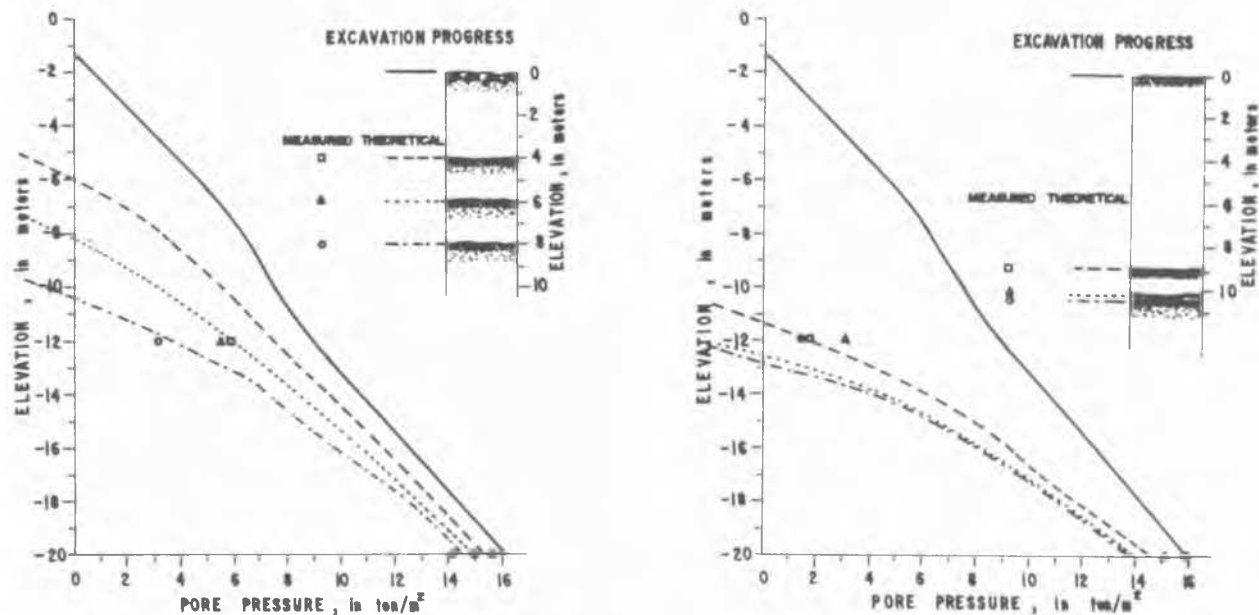 EXCAVATION PROGRESS
MEASURED THEORETICAL
0
2
4
6
8
10
ELEVATION, in meters
-0
-2
-4
-6
-8
-10
-12
-14
-16
-18
-20
ELEVATION, in meters
0 2 4 6 8 10 12 14 16
PORE PRESSURE, in ton/m²
EXCAVATION PROGRESS
MEASURED THEORETICAL
0
2
4
6
8
10
ELEVATION, in meters
-0
-2
-4
-6
-8
-10
-12
-14
-16
-18
-20
ELEVATION, in meters
0 2 4 6 8 10 12 14 16
PORE PRESSURE, in ton/m²